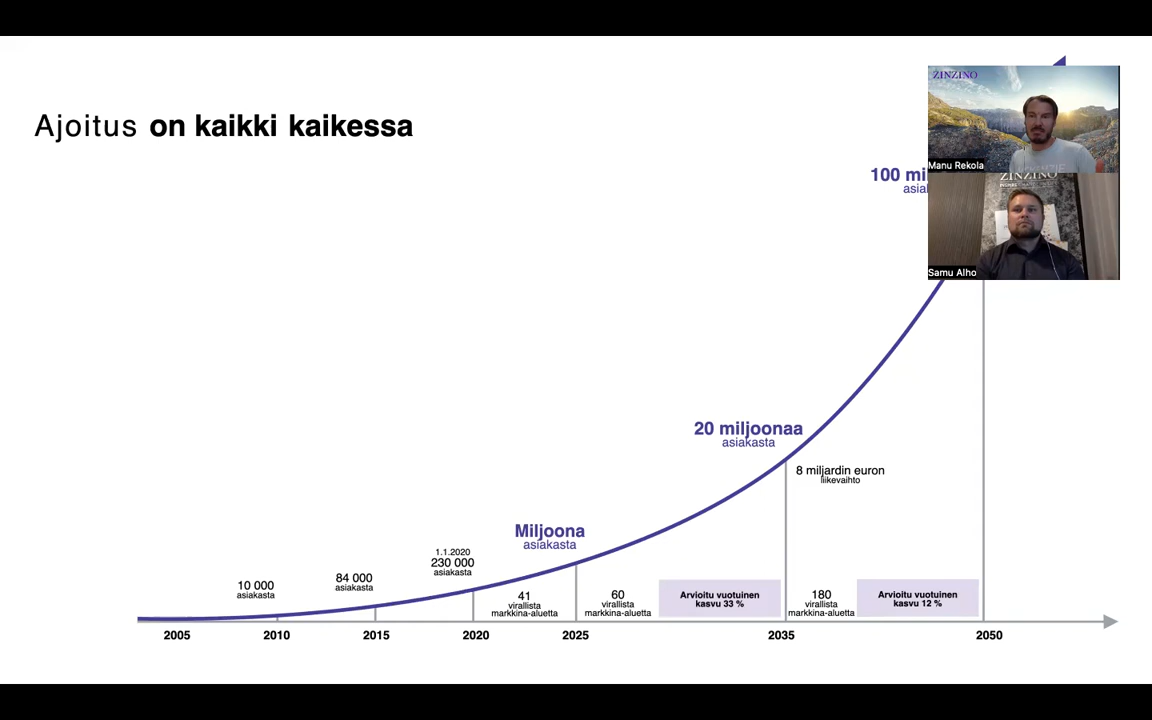 ZINZINO
Ajoitus on kaikki kaikessa
Manu Rekola
100
ZINZINO
Samu Alho
20 miljoonaa
asiakasta
8 miljardin euron
liikevaihto
Miljoona
asiakasta
1.1.2020
230 000
asiakasta
84 000
asiakasta
10 000
asiakasta
41
virallista
markkina-aluetta
60
virallista
markkina-aluetta
Arvioitu vuotuinen
kasvu 33 %
180
virallista
markkina-aluetta
Arvioitu vuotuinen
kasvu 12 %
2005
2010
2015
2020
2025
2035
2050